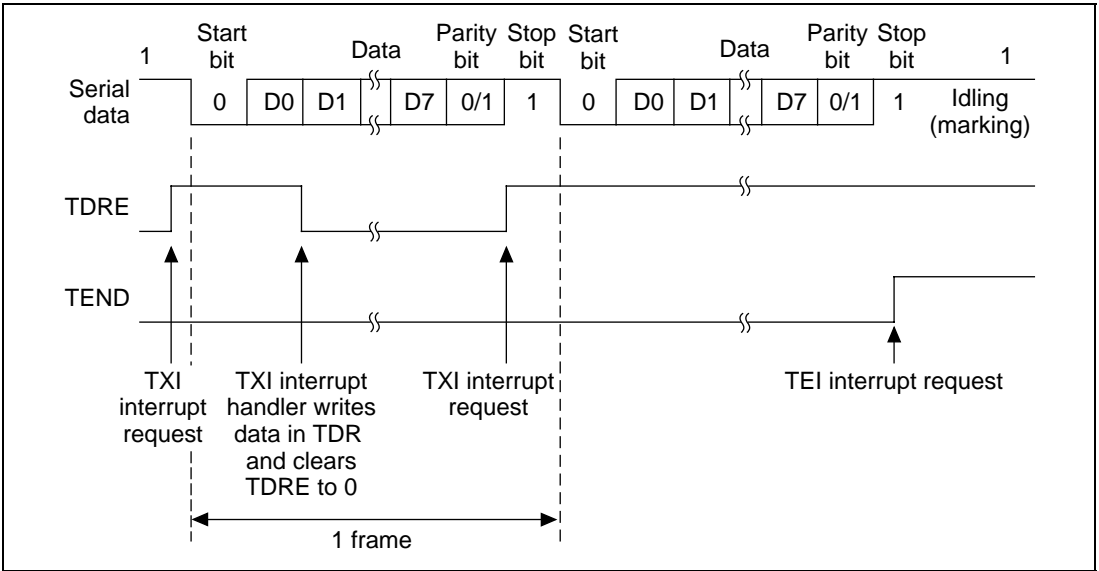 Start Parity Stop Start Parity Stop
1 bit Data bit bit bit Data bit bit 1
Serial data 0 D0 D1 D7 0/1 1 0 D0 D1 D7 0/1 1 Idling (marking)
TDRE
TEND
TXI interrupt request
TXI interrupt handler writes data in TDR and clears TDRE to 0
TXI interrupt request
TEI interrupt request
1 frame